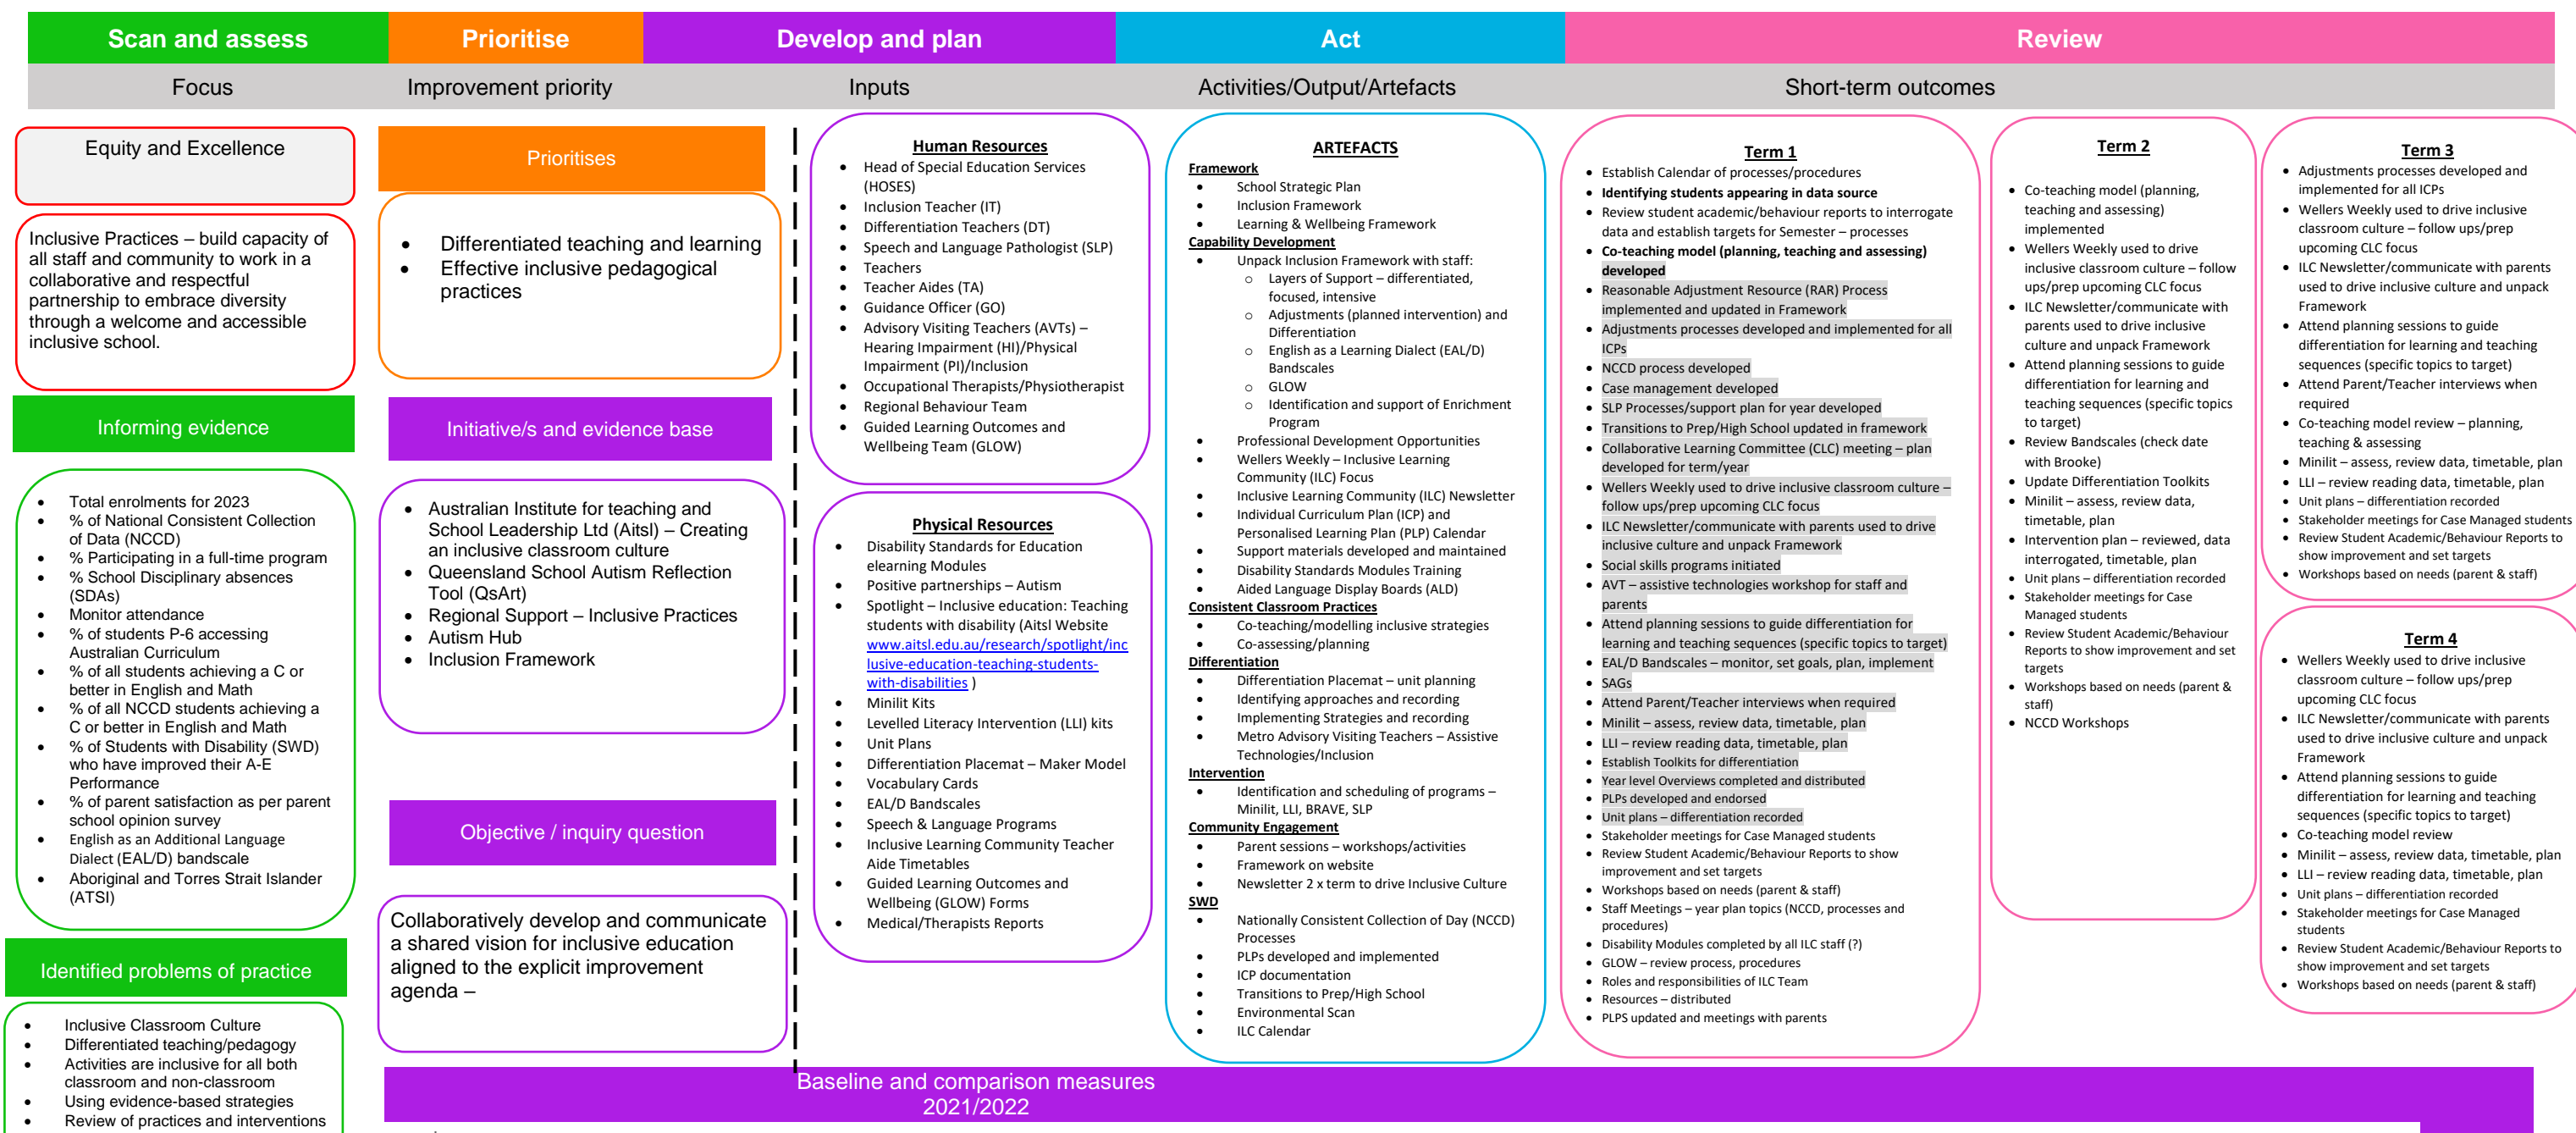 Scan and assess
Prioritise
Develop and plan
Act
Review
Focus
Improvement priority
Inputs
Activities/Output/Artefacts
Short-term outcomes
Equity and Excellence
Inclusive Practices – build capacity of
all staff and community to work in a
collaborative and respectful
partnership to embrace diversity
through a welcome and accessible
inclusive school.
Informing evidence
• Total enrolments for 2023
• % of National Consistent Collection
of Data (NCCD)
• % Participating in a full-time program
• % School Disciplinary absences
(SDAs)
• Monitor attendance
• % of students P-6 accessing
Australian Curriculum
• % of all students achieving a C or
better in English and Math
• % of all NCCD students achieving a
C or better in English and Math
• % of Students with Disability (SWD)
who have improved their A-E
Performance
• % of parent satisfaction as per parent
school opinion survey
• English as an Additional Language
Dialect (EAL/D) bandscale
• Aboriginal and Torres Strait Islander
(ATSI)
Identified problems of practice
• Inclusive Classroom Culture
• Differentiated teaching/pedagogy
• Activities are inclusive for all both
classroom and non-classroom
• Using evidence-based strategies
• Review of practices and interventions
Prioritises
• Differentiated teaching and learning
• Effective inclusive pedagogical
practices
Initiative/s and evidence base
• Australian Institute for teaching and
School Leadership Ltd (Aitsl) – Creating
an inclusive classroom culture
• Queensland School Autism Reflection
Tool (QsArt)
• Regional Support – Inclusive Practices
• Autism Hub
• Inclusion Framework
Objective / inquiry question
Collaboratively develop and communicate
a shared vision for inclusive education
aligned to the explicit improvement
agenda –
Human Resources
• Head of Special Education Services
(HOSES)
• Inclusion Teacher (IT)
• Differentiation Teachers (DT)
• Speech and Language Pathologist (SLP)
• Teachers
• Teacher Aides (TA)
• Guidance Officer (GO)
• Advisory Visiting Teachers (AVTs) –
Hearing Impairment (HI)/Physical
Impairment (PI)/Inclusion
• Occupational Therapists/Physiotherapist
• Regional Behaviour Team
• Guided Learning Outcomes and
Wellbeing Team (GLOW)
Physical Resources
• Disability Standards for Education
elearning Modules
• Positive partnerships – Autism
• Spotlight – Inclusive education: Teaching
students with disability (Aitsl Website
www.aitsl.edu.au/research/spotlight/inc
lusive-education-teaching-students-
with-disabilities )
• Minilit Kits
• Levelled Literacy Intervention (LLI) kits
• Unit Plans
• Differentiation Placemat – Maker Model
• Vocabulary Cards
• EAL/D Bandscales
• Speech & Language Programs
• Inclusive Learning Community Teacher
Aide Timetables
• Guided Learning Outcomes and
Wellbeing (GLOW) Forms
• Medical/Therapists Reports
ARTEFACTS
Framework
• School Strategic Plan
• Inclusion Framework
• Learning & Wellbeing Framework
Capability Development
• Unpack Inclusion Framework with staff:
o Layers of Support – differentiated,
focused, intensive
o Adjustments (planned intervention) and
Differentiation
o English as a Learning Dialect (EAL/D)
Bandscales
o GLOW
o Identification and support of Enrichment
Program
• Professional Development Opportunities
• Wellers Weekly – Inclusive Learning
Community (ILC) Focus
• Inclusive Learning Community (ILC) Newsletter
• Individual Curriculum Plan (ICP) and
Personalised Learning Plan (PLP) Calendar
• Support materials developed and maintained
• Disability Standards Modules Training
• Aided Language Display Boards (ALD)
Consistent Classroom Practices
• Co-teaching/modelling inclusive strategies
• Co-assessing/planning
Differentiation
• Differentiation Placemat – unit planning
• Identifying approaches and recording
• Implementing Strategies and recording
• Metro Advisory Visiting Teachers – Assistive
Technologies/Inclusion
Intervention
• Identification and scheduling of programs –
Minilit, LLI, BRAVE, SLP
Community Engagement
• Parent sessions – workshops/activities
• Framework on website
• Newsletter 2 x term to drive Inclusive Culture
SWD
• Nationally Consistent Collection of Day (NCCD)
Processes
• PLPs developed and implemented
• ICP documentation
• Transitions to Prep/High School
• Environmental Scan
• ILC Calendar
Term 1
• Establish Calendar of processes/procedures
• Identifying students appearing in data source
• Review student academic/behaviour reports to interrogate
data and establish targets for Semester – processes
• Co-teaching model (planning, teaching and assessing)
developed
• Reasonable Adjustment Resource (RAR) Process
implemented and updated in Framework
• Adjustments processes developed and implemented for all
ICPs
• NCCD process developed
• Case management developed
• SLP Processes/support plan for year developed
• Transitions to Prep/High School updated in framework
• Collaborative Learning Committee (CLC) meeting – plan
developed for term/year
• Wellers Weekly used to drive inclusive classroom culture –
follow ups/prep upcoming CLC focus
• ILC Newsletter/communicate with parents used to drive
inclusive culture and unpack Framework
• Social skills programs initiated
• AVT – assistive technologies workshop for staff and
parents
• Attend planning sessions to guide differentiation for
learning and teaching sequences (specific topics to target)
• EAL/D Bandscales – monitor, set goals, plan, implement
• SAGs
• Attend Parent/Teacher interviews when required
• Minilit – assess, review data, timetable, plan
• LLI – review reading data, timetable, plan
• Establish Toolkits for differentiation
• Year level Overviews completed and distributed
• PLPs developed and endorsed
• Unit plans – differentiation recorded
• Stakeholder meetings for Case Managed students
• Review Student Academic/Behaviour Reports to show
improvement and set targets
• Workshops based on needs (parent & staff)
• Staff Meetings – year plan topics (NCCD, processes and
procedures)
• Disability Modules completed by all ILC staff (?)
• GLOW – review process, procedures
• Roles and responsibilities of ILC Team
• Resources – distributed
• PLPS updated and meetings with parents
Term 2
• Co-teaching model (planning,
teaching and assessing)
implemented
• Wellers Weekly used to drive
inclusive classroom culture – follow
ups/prep upcoming CLC focus
• ILC Newsletter/communicate with
parents used to drive inclusive
culture and unpack Framework
• Attend planning sessions to guide
differentiation for learning and
teaching sequences (specific topics
to target)
• Review Bandscales (check date
with Brooke)
• Update Differentiation Toolkits
• Minilit – assess, review data,
timetable, plan
• Intervention plan – reviewed, data
interrogated, timetable, plan
• Unit plans – differentiation recorded
• Stakeholder meetings for Case
Managed students
• Review Student Academic/Behaviour
Reports to show improvement and set
targets
• Workshops based on needs (parent &
staff)
• NCCD Workshops
Term 3
• Adjustments processes developed and
implemented for all ICPs
• Wellers Weekly used to drive inclusive
classroom culture – follow ups/prep
upcoming CLC focus
• ILC Newsletter/communicate with parents
used to drive inclusive culture and unpack
Framework
• Attend planning sessions to guide
differentiation for learning and teaching
sequences (specific topics to target)
• Attend Parent/Teacher interviews when
required
• Co-teaching model review – planning,
teaching & assessing
• Minilit – assess, review data, timetable, plan
• LLI – review reading data, timetable, plan
• Unit plans – differentiation recorded
• Stakeholder meetings for Case Managed students
• Review Student Academic/Behaviour Reports to
show improvement and set targets
• Workshops based on needs (parent & staff)
Term 4
• Wellers Weekly used to drive inclusive
classroom culture – follow ups/prep
upcoming CLC focus
• ILC Newsletter/communicate with parents
used to drive inclusive culture and unpack
Framework
• Attend planning sessions to guide
differentiation for learning and teaching
sequences (specific topics to target)
• Co-teaching model review
• Minilit – assess, review data, timetable, plan
• LLI – review reading data, timetable, plan
• Unit plans – differentiation recorded
• Stakeholder meetings for Case Managed
students
• Review Student Academic/Behaviour Reports to
show improvement and set targets
• Workshops based on needs (parent & staff)
Baseline and comparison measures
2021/2022